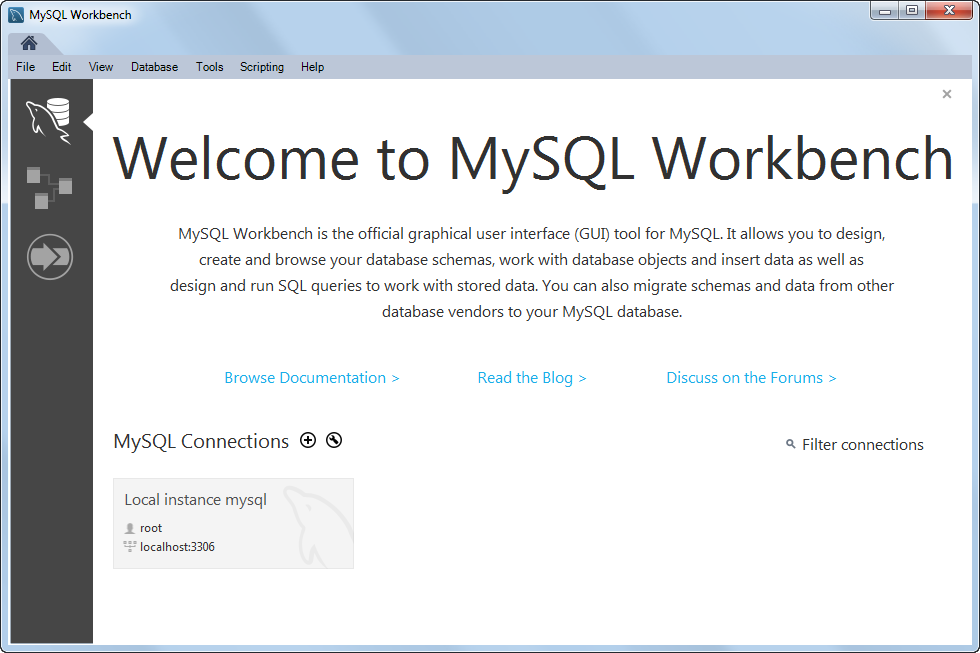 MySQL Workbench
File Edit View Database Tools Scripting Help
Welcome to MySQL Workbench
MySQL Workbench is the official graphical user interface (GUI) tool for MySQL. It allows you to design,
create and browse your database schemas, work with database objects and insert data as well as
design and run SQL queries to work with stored data. You can also migrate schemas and data from other
database vendors to your MySQL database.
Browse Documentation > Read the Blog > Discuss on the Forums >
MySQL Connections Filter connections
Local instance mysql
root
localhost:3306